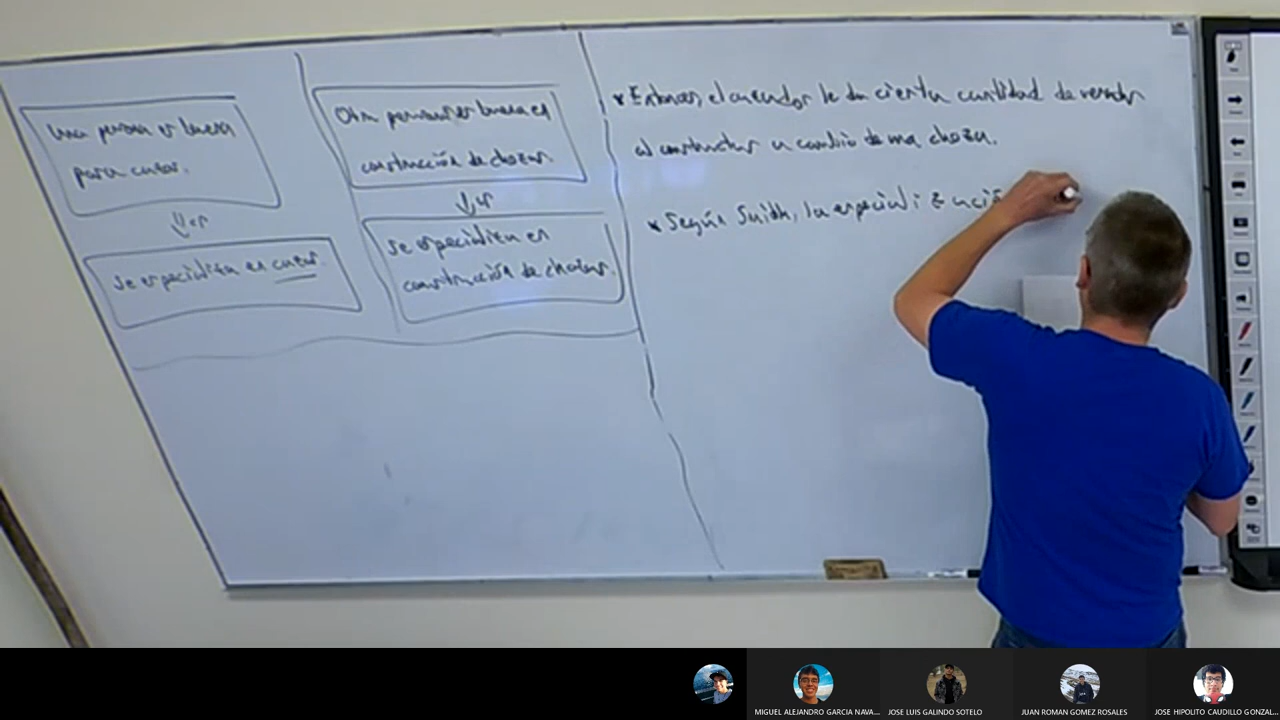 Una persona es buena
para cazar.
Se especializa en cazar.
Otra persona es buena en
construcción de chozas.
Se especializa en
construcción de chozas.
* Entonces, el cazador le da cierta cantidad de venados
al constructor a cambio de una choza.
* Según Smith, la especialización
MIGUEL ALEJANDRO GARCIA NAVA...
JOSE LUIS GALINDO SOTELO
JUAN ROMAN GOMEZ ROSALES
JOSE HIPOLITO CAUDILLO GONZAL...